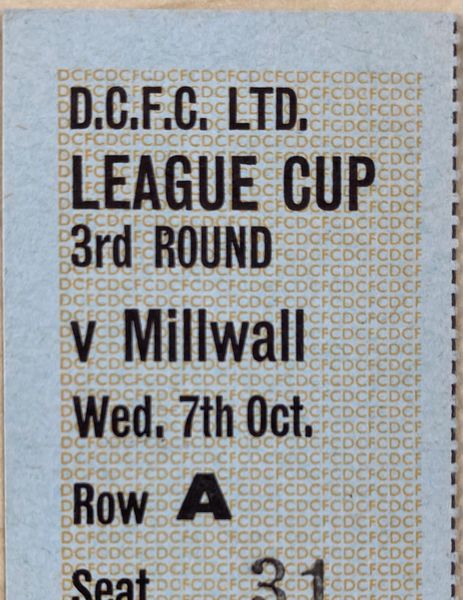 D.C.F.C. LTD.
LEAGUE CUP
3rd ROUND
v Millwall
Wed. 7th Oct.
Row A
Seat 31